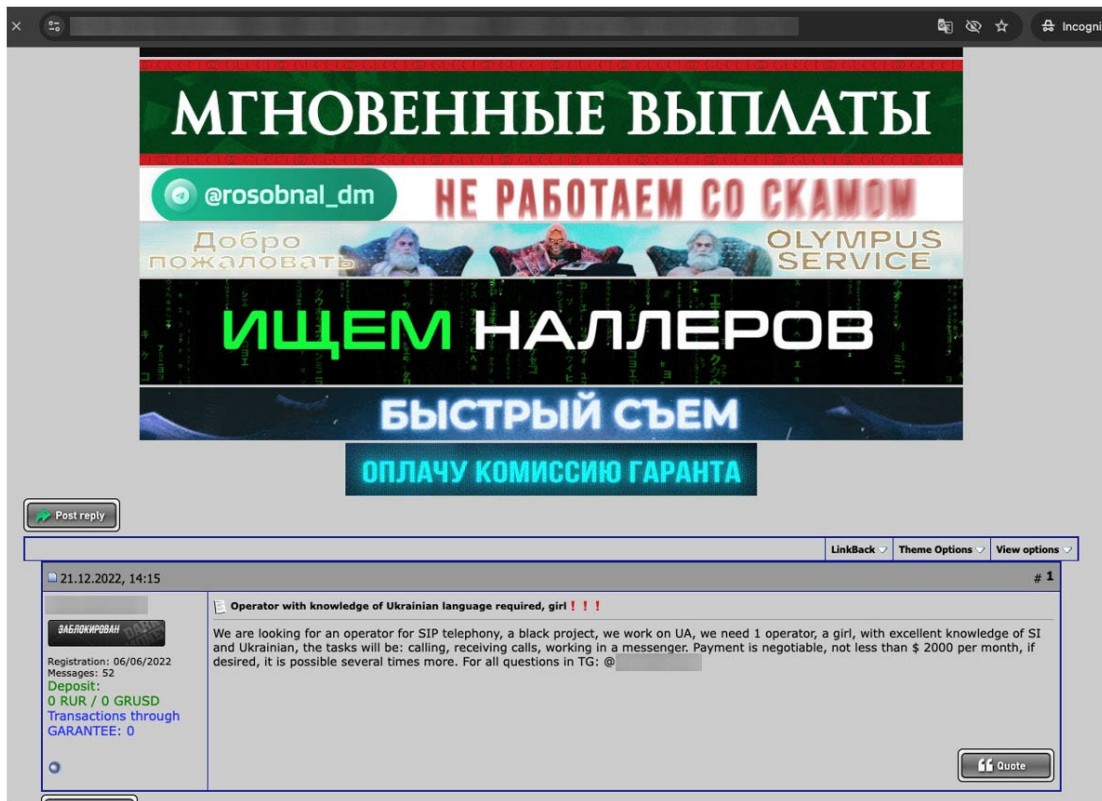 Incogni
МГНОВЕННЫЕ ВЫПЛАТЫ
@rosobnal_dm НЕ РАБОТАЕМ СО СКАМОМ
Добро OLYMPUS
пожаловать SERVICE
ИЩЕМ НАЛЛЕРОВ
БЫСТРЫЙ СЪЕМ
ОПЛАЧУ КОМИССИЮ ГАРАНТА
Post reply
LinkBack Theme Options View options
21.12.2022, 14:15 # 1
Operator with knowledge of Ukrainian language required, girl ! ! !
ЗАБЛОКИРОВАН
We are looking for an operator for SIP telephony, a black project, we work on UA, we need 1 operator, a girl, with excellent knowledge of SI
and Ukrainian, the tasks will be: calling, receiving calls, working in a messenger. Payment is negotiable, not less than $ 2000 per month, if
desired, it is possible several times more. For all questions in TG: @
Registration: 06/06/2022
Messages: 52
Deposit:
0 RUR / 0 GRUSD
Transactions through
GARANTEE: 0
Quote